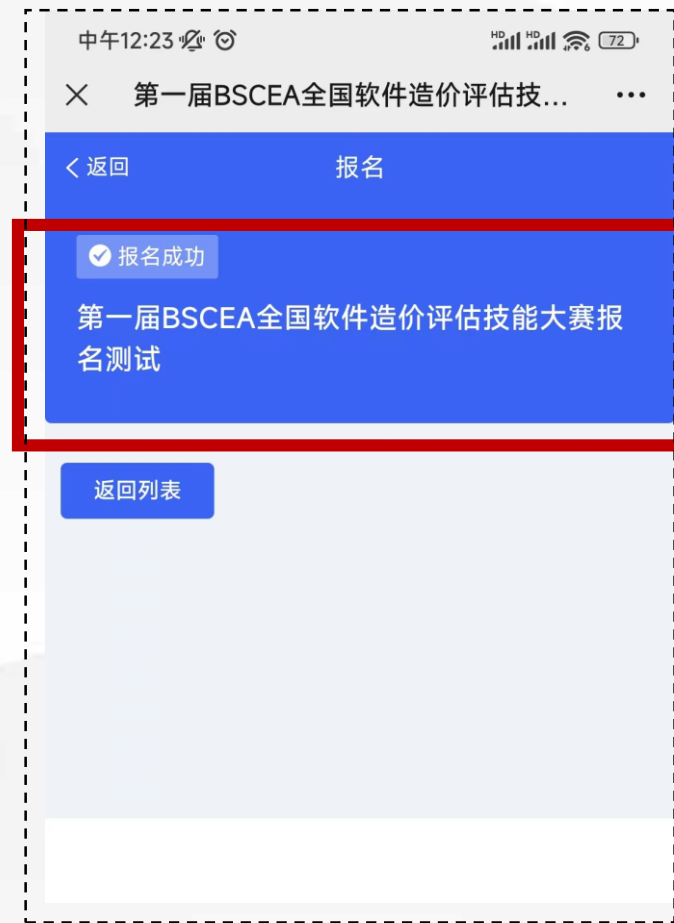 中午12:23 72
第一届BSCEA全国软件造价评估技...
返回 报名
报名成功
第一届BSCEA全国软件造价评估技能大赛报
名测试
返回列表